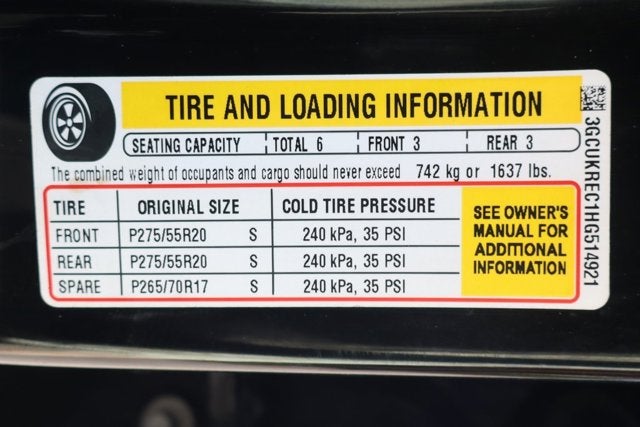 TIRE AND LOADING INFORMATION
SEATING CAPACITY TOTAL 6 FRONT 3 REAR 3
The combined weight of occupants and cargo should never exceed 742 kg or 1637 lbs.
TIRE ORIGINAL SIZE COLD TIRE PRESSURE
FRONT P275/55R20 S 240 kPa, 35 PSI
REAR P275/55R20 S 240 kPa, 35 PSI
SPARE P265/70R17 S 240 kPa, 35 PSI
SEE OWNER'S
MANUAL FOR
ADDITIONAL
INFORMATION
3GCUKREC1HG514921